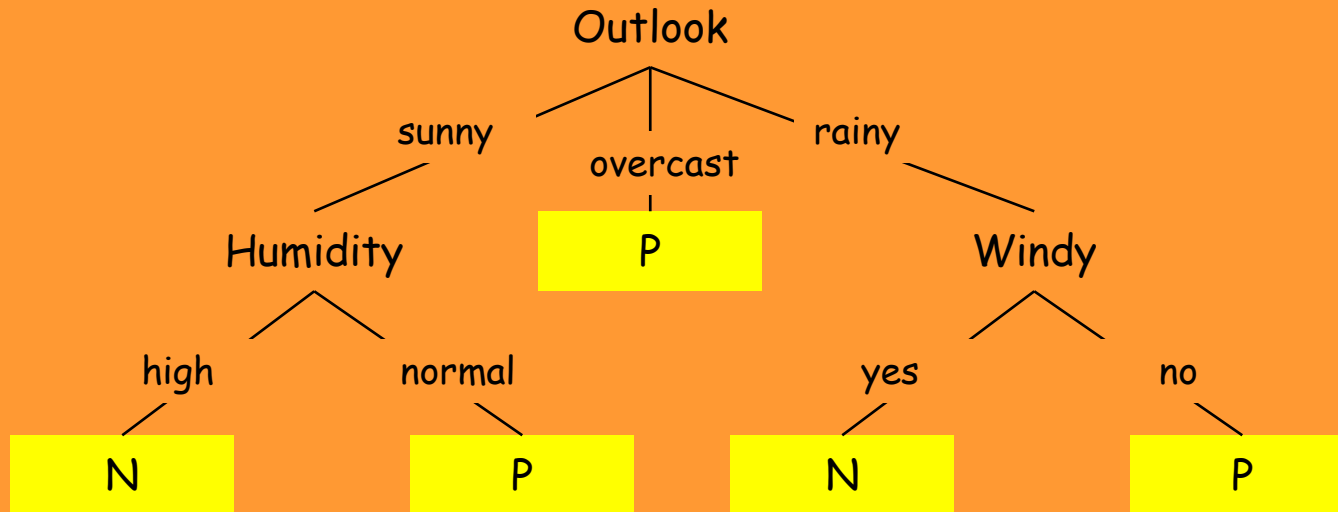 Outlook
sunny
overcast
rainy
Humidity
P
Windy
high
normal
yes
no
N
P
N
P